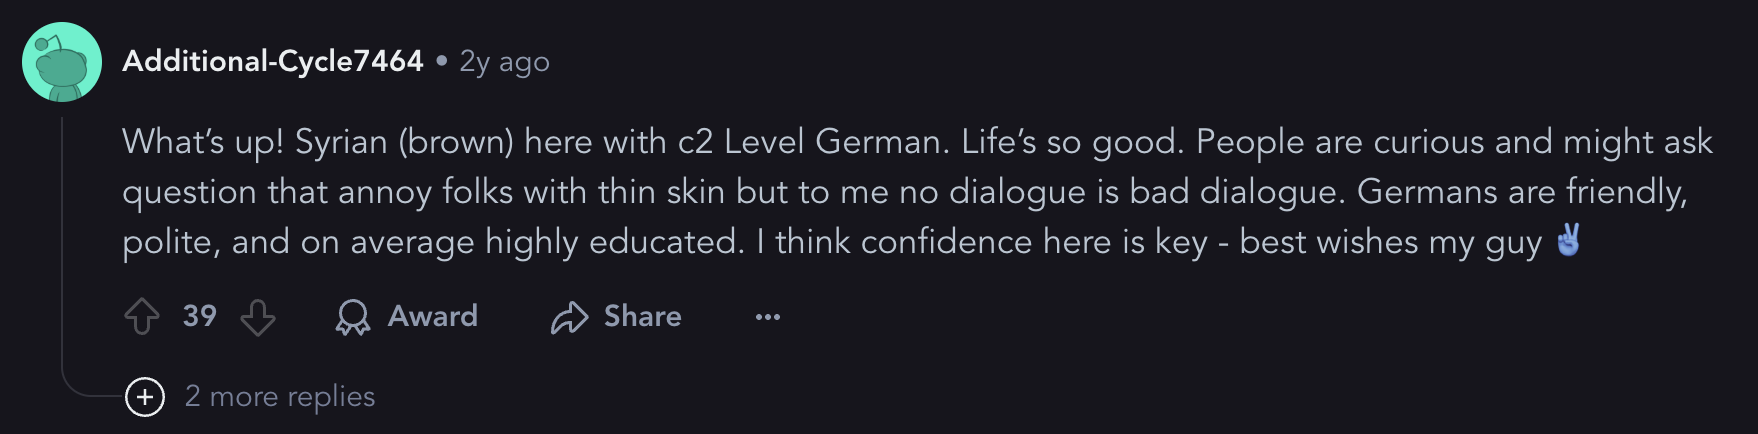 Additional-Cycle7464 • 2y ago
What's up! Syrian (brown) here with c2 Level German. Life's so good. People are curious and might ask
question that annoy folks with thin skin but to me no dialogue is bad dialogue. Germans are friendly,
polite, and on average highly educated. I think confidence here is key - best wishes my guy ✌
39 Award Share ...
2 more replies